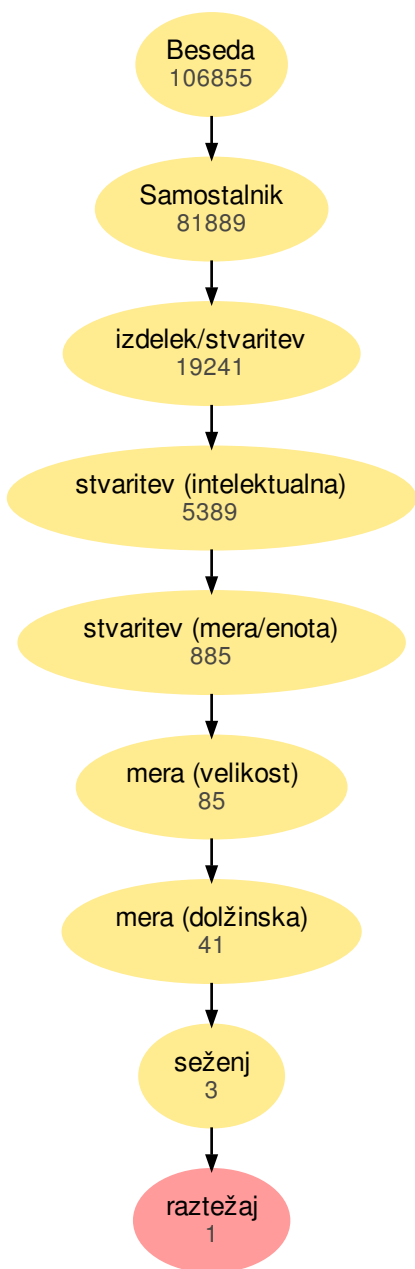 Beseda
106855
Samostalnik
81889
izdelek/stvaritev
19241
stvaritev (intelektualna)
5389
stvaritev (mera/enota)
885
mera (velikost)
85
mera (dolžinska)
41
seženj
3
raztežaj
1